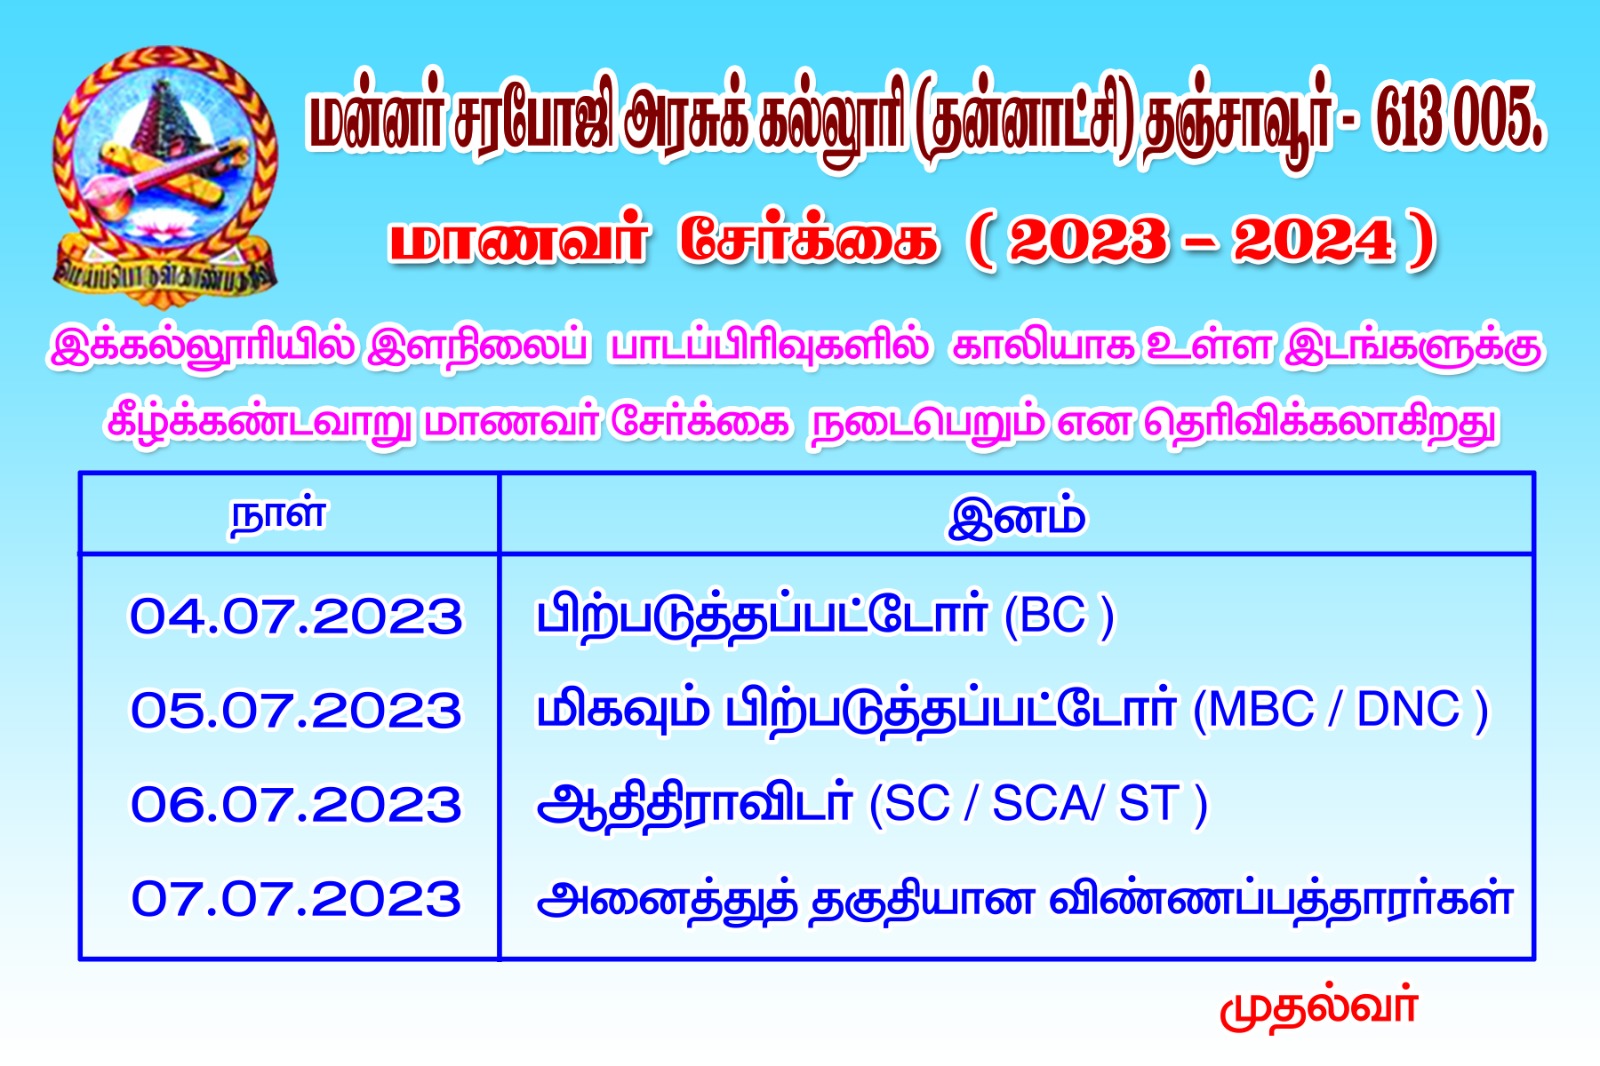 மன்னர் சரபோஜி அரசுக் கல்லூரி (தன்னாட்சி) தஞ்சாவூர் - 613 005.
மாணவர் சேர்க்கை ( 2023 – 2024 )
இக்கல்லூரியில் இளநிலைப் பாடப்பிரிவுகளில் காலியாக உள்ள இடங்களுக்கு
கீழ்க்கண்டவாறு மாணவர் சேர்க்கை நடைபெறும் என தெரிவிக்கலாகிறது
நாள் இனம்
04.07.2023 பிற்படுத்தப்பட்டோர் (BC )
05.07.2023 மிகவும் பிற்படுத்தப்பட்டோர் (MBC / DNC )
06.07.2023 ஆதிதிராவிடர் (SC / SCA/ ST )
07.07.2023 அனைத்துத் தகுதியான விண்ணப்பத்தாரர்கள்
முதல்வர்